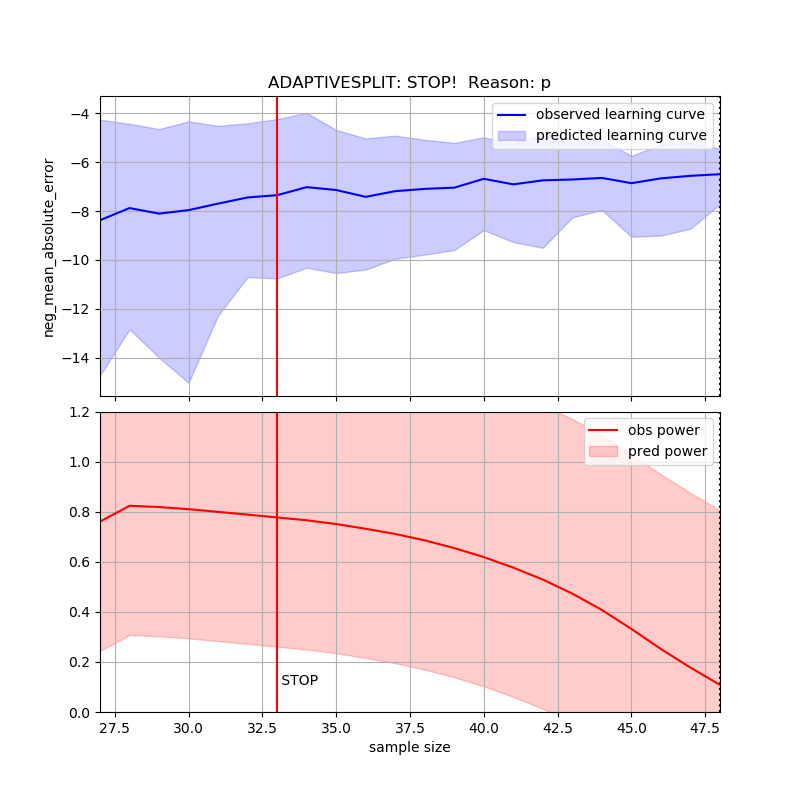 ADAPTIVESPLIT: STOP!  Reason: p
neg_mean_absolute_error
−4
−6
−8
−10
−12
−14
observed learning curve
predicted learning curve
1.2
1.0
0.8
0.6
0.4
0.2
0.0
obs power
pred power
STOP
27.5 30.0 32.5 35.0 37.5 40.0 42.5 45.0 47.5
sample size